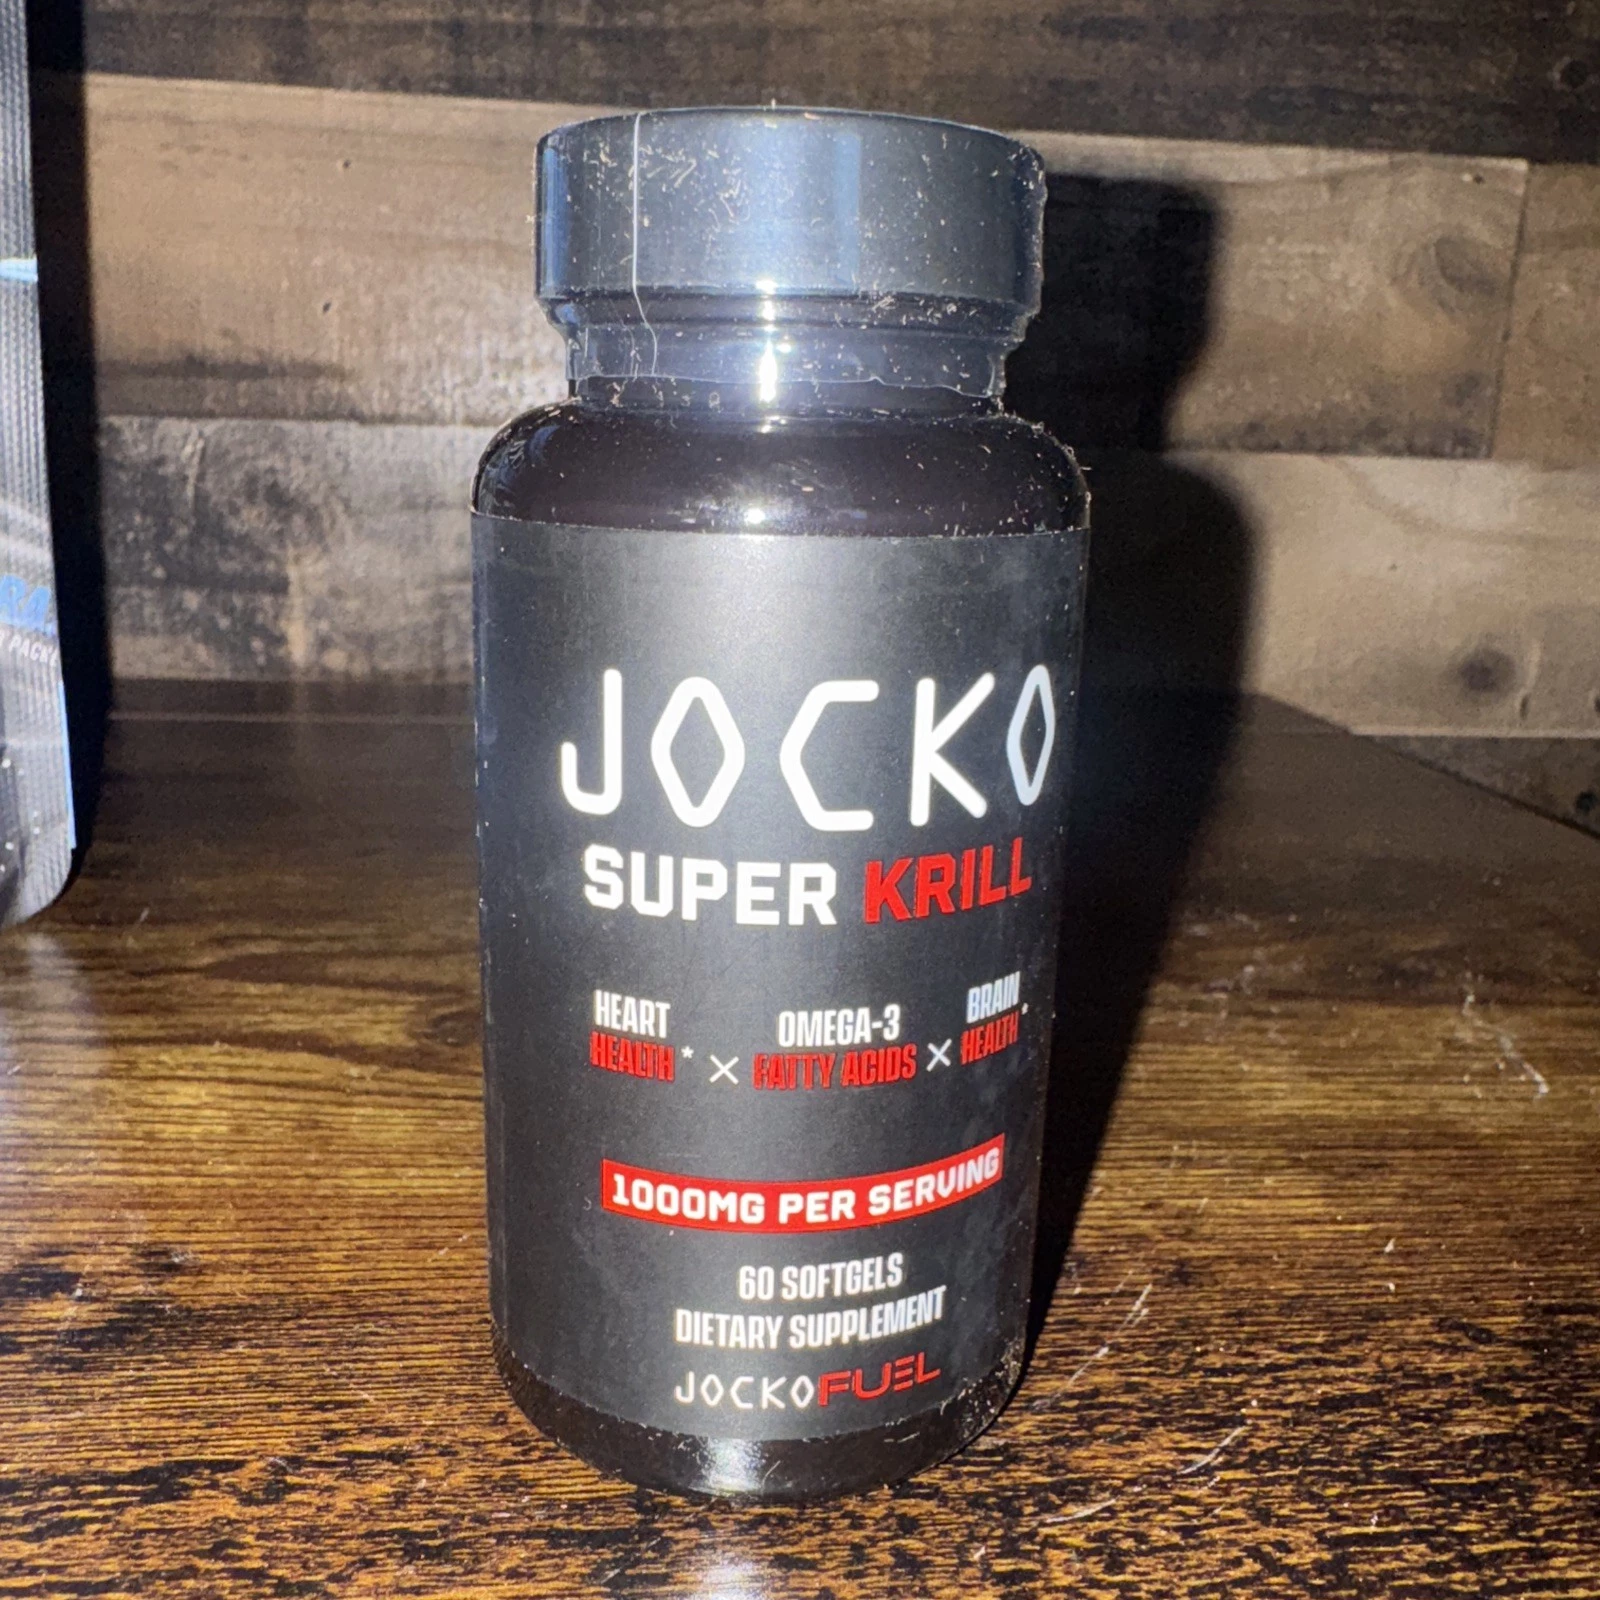 JOCKO
SUPER KRILL
HEART HEALTH* × OMEGA-3 FATTY ACIDS × BRAIN HEALTH*
1000MG PER SERVING
60 SOFTGELS
DIETARY SUPPLEMENT
JOCKOFUEL